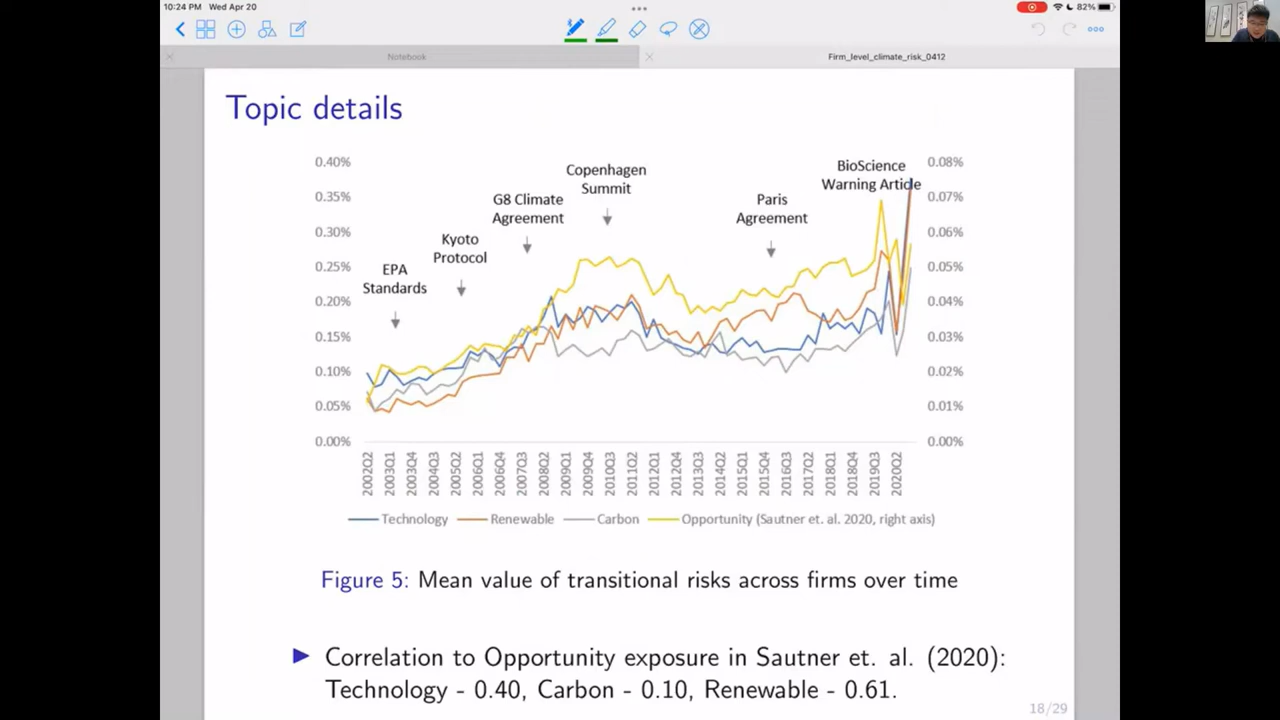 10:24 PM Wed Apr 20
82%
Notebook
Firm_level_climate_risk_0412
Topic details
0.40%
0.35%
0.30%
0.25%
0.20%
0.15%
0.10%
0.05%
0.00%
EPA
Standards
Kyoto
Protocol
G8 Climate
Agreement
Copenhagen
Summit
Paris
Agreement
BioScience
Warning Article
0.08%
0.07%
0.06%
0.05%
0.04%
0.03%
0.02%
0.01%
0.00%
2002Q2
2003Q1
2003Q4
2004Q3
2005Q2
2006Q1
2006Q4
2007Q3
2008Q2
2009Q1
2009Q4
2010Q3
2011Q2
2012Q1
2012Q4
2013Q3
2014Q2
2015Q1
2015Q4
2016Q3
2017Q2
2018Q1
2018Q4
2019Q3
2020Q2
Technology Renewable Carbon Opportunity (Sautner et. al. 2020, right axis)
Figure 5: Mean value of transitional risks across firms over time
Correlation to Opportunity exposure in Sautner et. al. (2020):
Technology - 0.40, Carbon - 0.10, Renewable - 0.61.
18/29